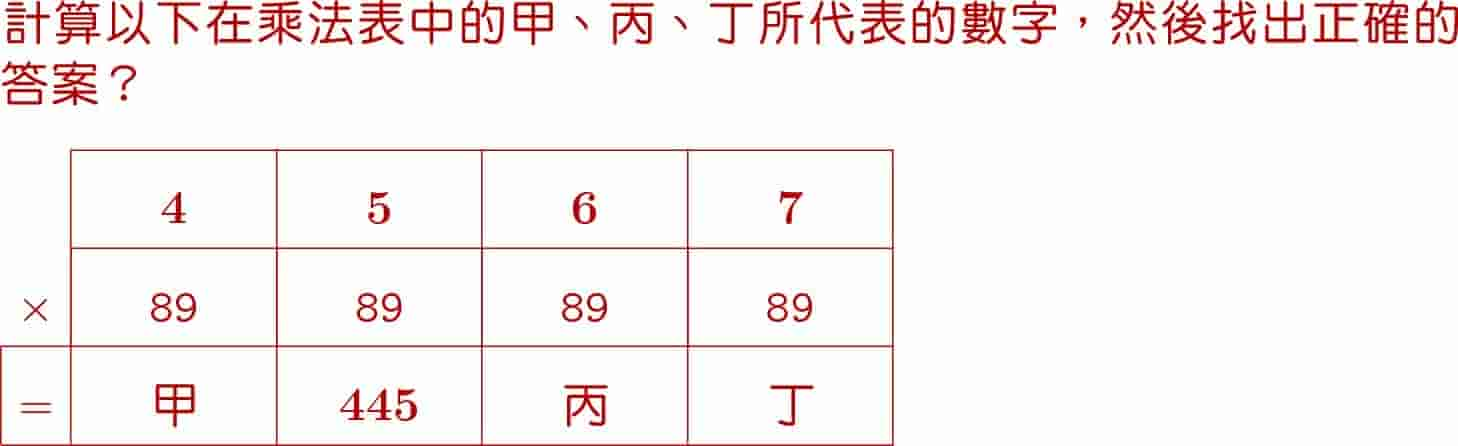 計算以下在乘法表中的甲、丙、丁所代表的數字，然後找出正確的
答案？
4 5 6 7
× 89 89 89 89
= 甲 445 丙 丁